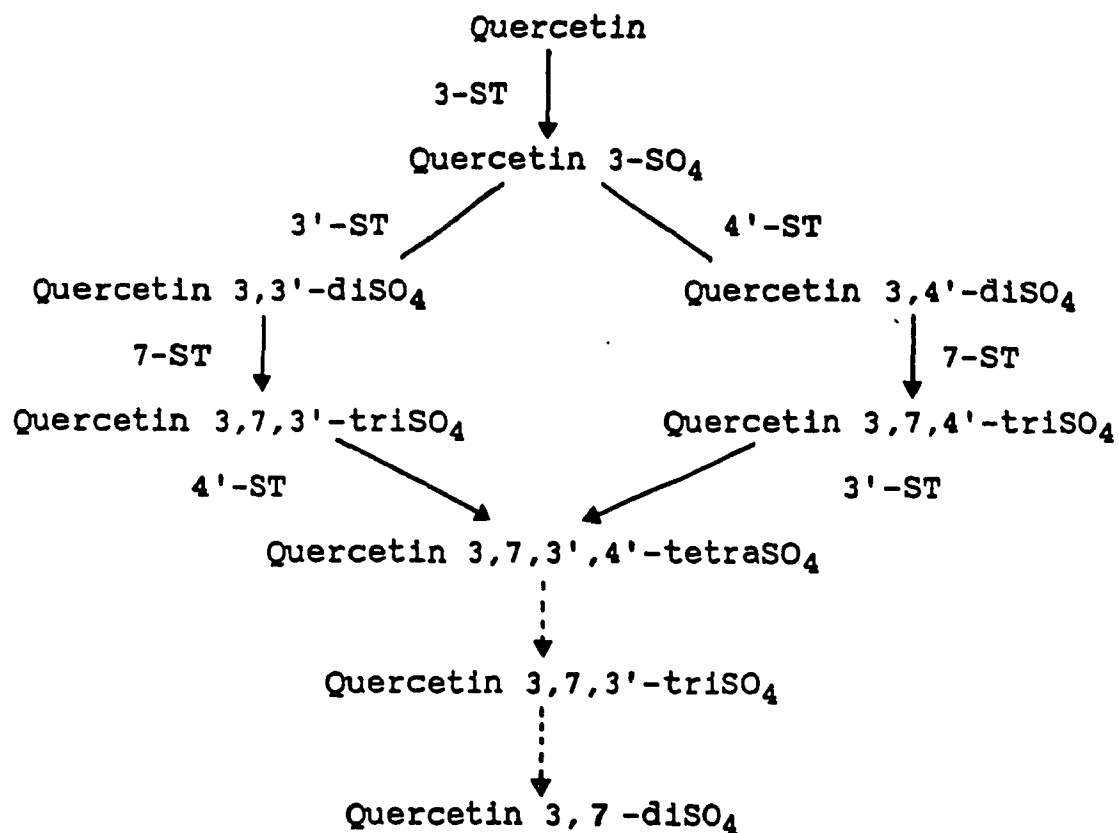 Quercetin
3-ST
Quercetin 3-SO₄
3'-ST 4'-ST
Quercetin 3,3'-diSO₄ Quercetin 3,4'-diSO₄
7-ST 7-ST
Quercetin 3,7,3'-triSO₄ Quercetin 3,7,4'-triSO₄
4'-ST 3'-ST
Quercetin 3,7,3',4'-tetraSO₄
Quercetin 3,7,3'-triSO₄
Quercetin 3,7-diSO₄